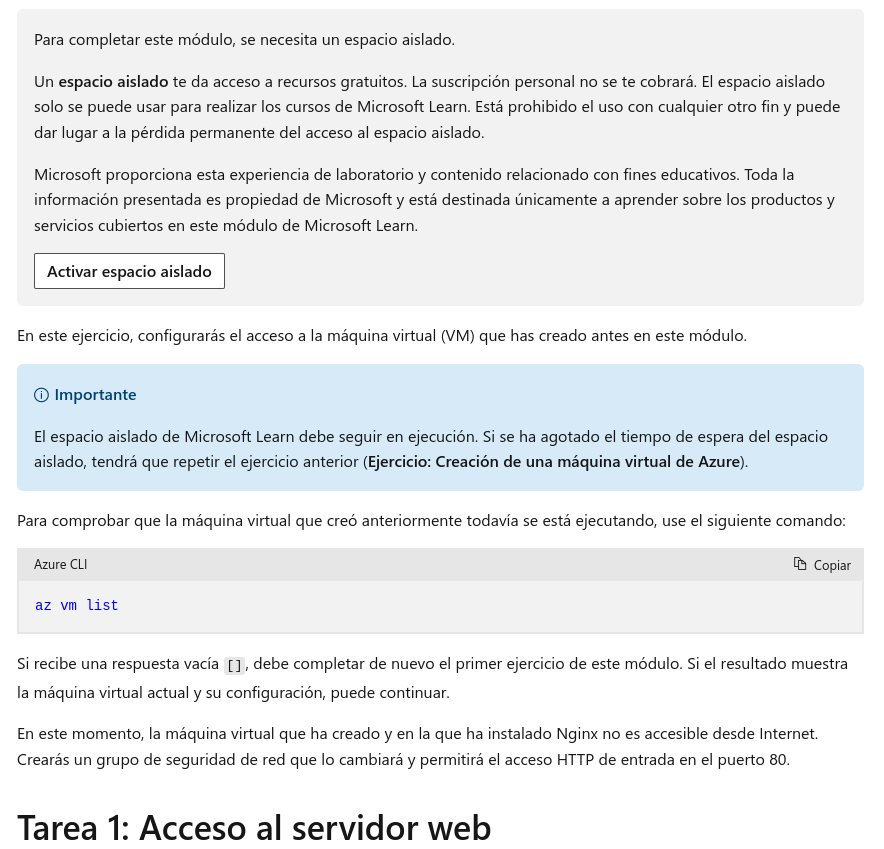 Para completar este módulo, se necesita un espacio aislado.
Un espacio aislado te da acceso a recursos gratuitos. La suscripción personal no se te cobrará. El espacio aislado
solo se puede usar para realizar los cursos de Microsoft Learn. Está prohibido el uso con cualquier otro fin y puede
dar lugar a la pérdida permanente del acceso al espacio aislado.
Microsoft proporciona esta experiencia de laboratorio y contenido relacionado con fines educativos. Toda la
información presentada es propiedad de Microsoft y está destinada únicamente a aprender sobre los productos y
servicios cubiertos en este módulo de Microsoft Learn.
Activar espacio aislado
En este ejercicio, configurarás el acceso a la máquina virtual (VM) que has creado antes en este módulo.
Importante
El espacio aislado de Microsoft Learn debe seguir en ejecución. Si se ha agotado el tiempo de espera del espacio
aislado, tendrá que repetir el ejercicio anterior (Ejercicio: Creación de una máquina virtual de Azure).
Para comprobar que la máquina virtual que creó anteriormente todavía se está ejecutando, use el siguiente comando:
Azure CLI Copiar
az vm list
Si recibe una respuesta vacía [], debe completar de nuevo el primer ejercicio de este módulo. Si el resultado muestra
la máquina virtual actual y su configuración, puede continuar.
En este momento, la máquina virtual que ha creado y en la que ha instalado Nginx no es accesible desde Internet.
Crearás un grupo de seguridad de red que lo cambiará y permitirá el acceso HTTP de entrada en el puerto 80.
Tarea 1: Acceso al servidor web